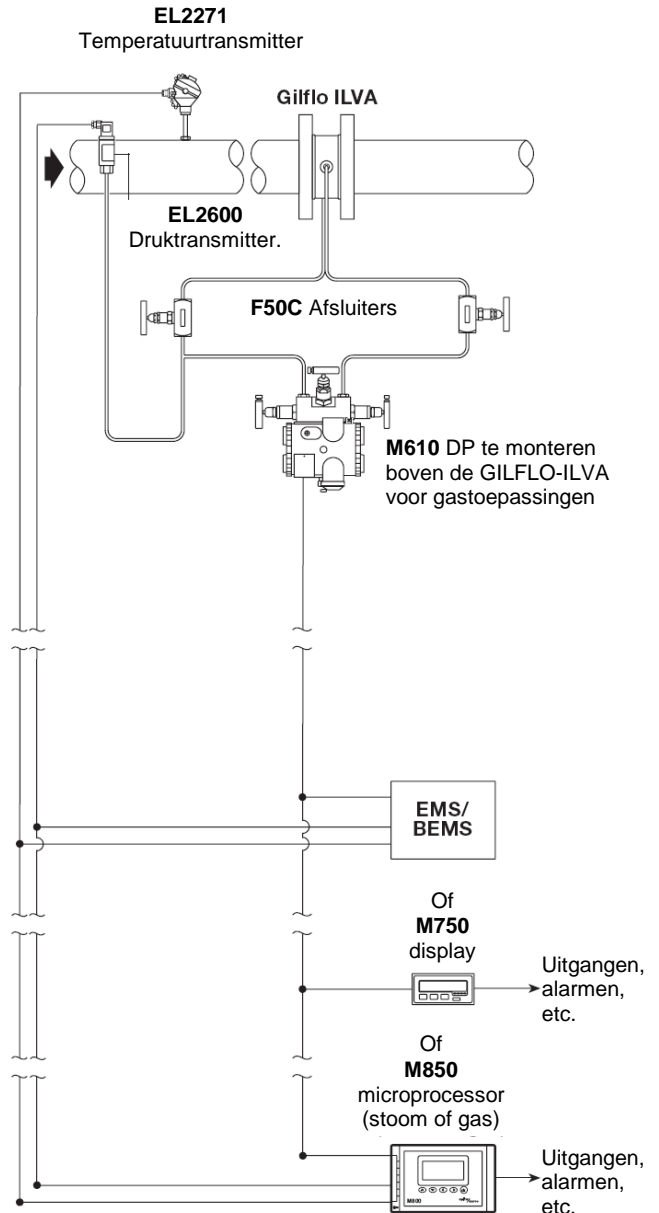 EL2271
Temperatuurtransmitter
Gilflo ILVA
EL2600
Druktransmitter.
F50C Afsluiters
M610 DP te monteren
boven de GILFLO-ILVA
voor gastoepassingen
EMS/
BEMS
Of
M750
display
Uitgangen,
alarmen,
etc.
Of
M850
microprocessor
(stoom of gas)
Uitgangen,
alarmen,
etc.
M800